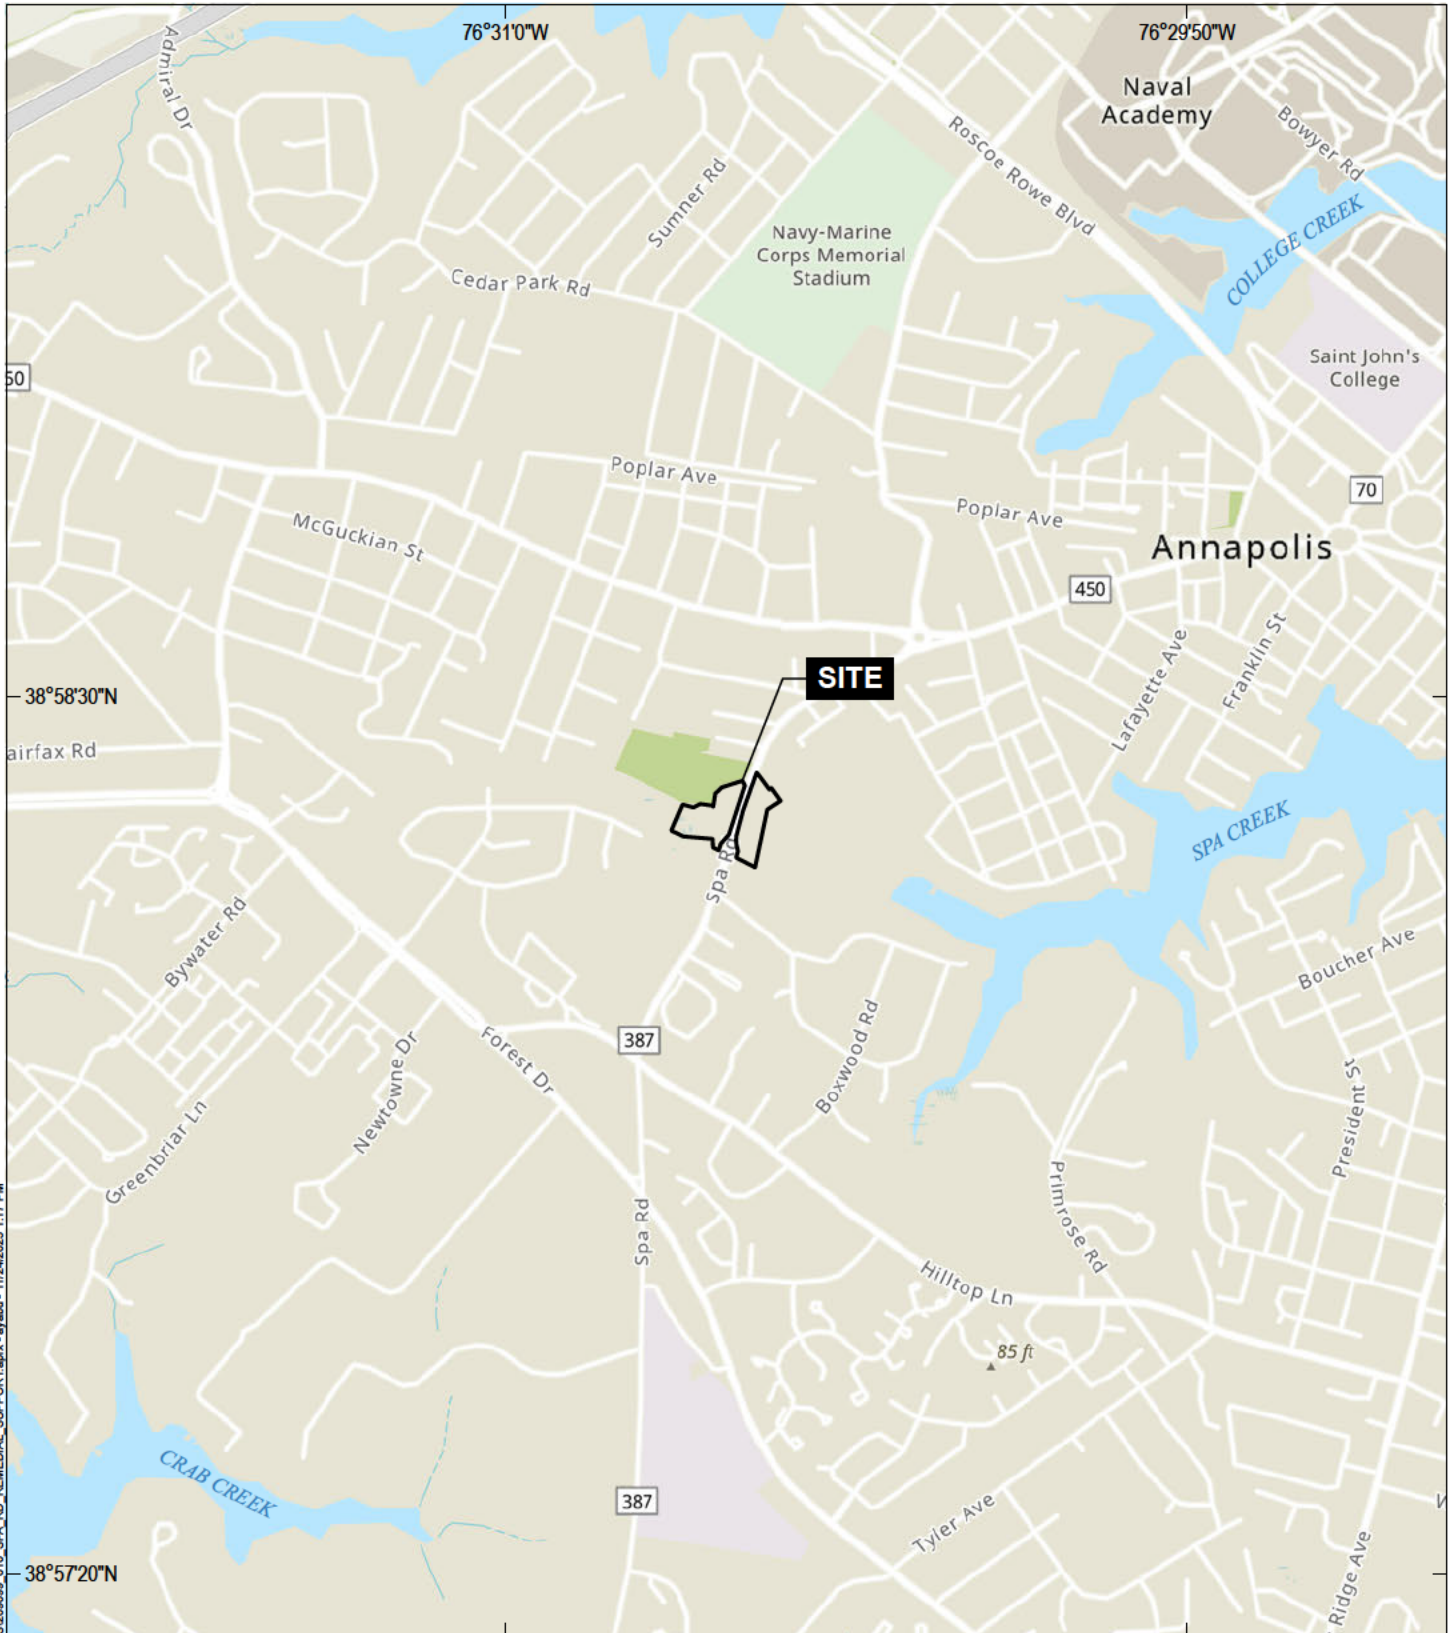 76°31'0"W
76°29'50"W
Admiral Dr
Naval
Academy
Bowyer Rd
Roscoe Rowe Blvd
Sumner Rd
COLLEGE CREEK
Navy-Marine
Corps Memorial
Stadium
Cedar Park Rd
Saint John's
College
50
Poplar Ave
70
McGuckian St
Poplar Ave
Annapolis
450
Lafayette Ave
Franklin St
SITE
38°58'30"N
airfax Rd
SPA CREEK
Spa Rd
Bywater Rd
Boucher Ave
387
Forest Dr
Newtowne Dr
Boxwood Rd
President St
Greenbriar Ln
Primrose Rd
Spa Rd
Hilltop Ln
85 ft
CRAB CREEK
387
Tyler Ave
38°57'20"N
Ridge Ave